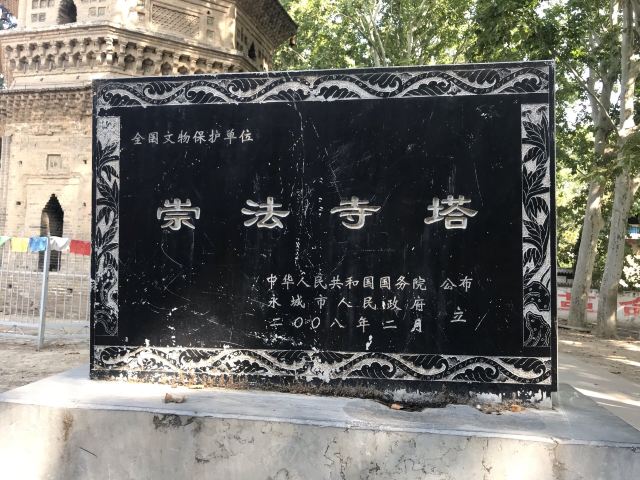 全国文物保护单位
崇法寺塔
中华人民共和国国务院 公布
永城市人民政府
二〇〇八年二月 立